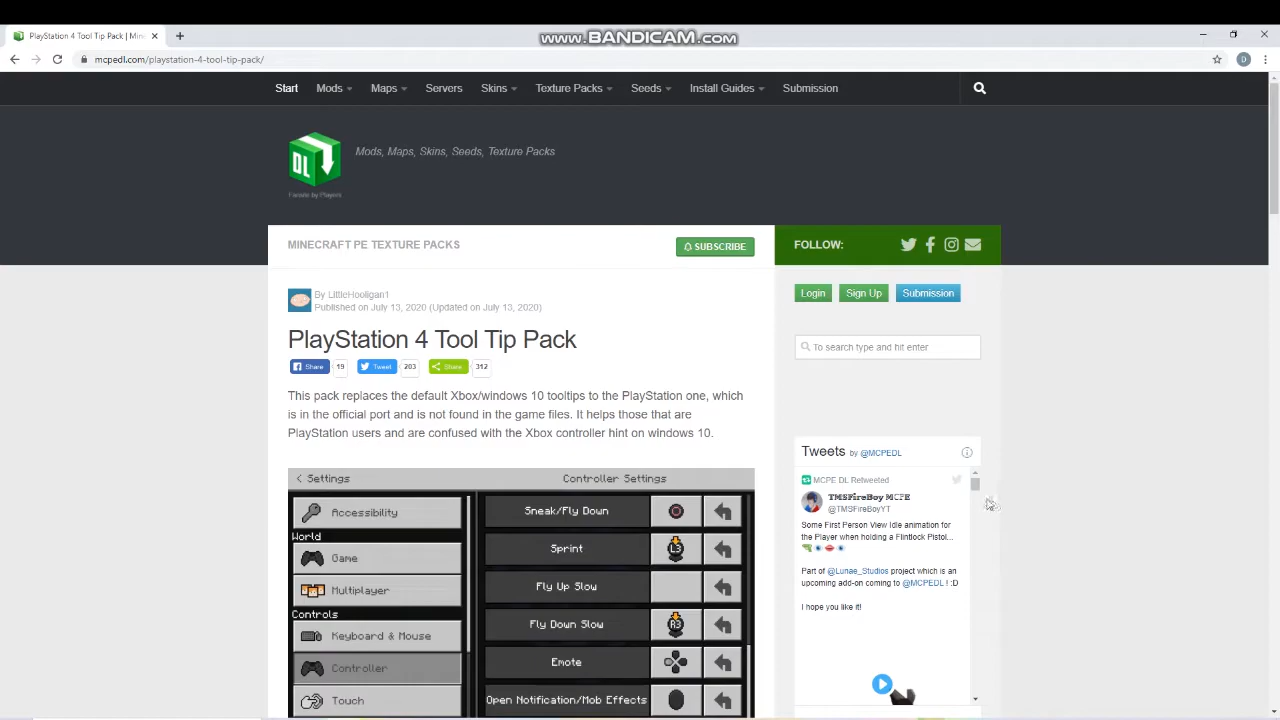 www.BANDICAM.com
PlayStation 4 Tool Tip Pack | Min
mcpedl.com/playstation-4-tool-tip-pack/
D
Start Mods Maps Servers Skins Texture Packs Seeds Install Guides Submission
DL
Mods, Maps, Skins, Seeds, Texture Packs
Fansite by Players
MINECRAFT PE TEXTURE PACKS
SUBSCRIBE
FOLLOW:
By LittleHooligan1
Published on July 13, 2020 (Updated on July 13, 2020)
Login Sign Up Submission
PlayStation 4 Tool Tip Pack
To search type and hit enter
Share 19 Tweet 203 Share 312
This pack replaces the default Xbox/windows 10 tooltips to the PlayStation one, which
is in the official port and is not found in the game files. It helps those that are
PlayStation users and are confused with the Xbox controller hint on windows 10.
Tweets by @MCPEDL
MCPE DL Retweeted
TMSFireBoy MCPE
@TMSFireBoyYT
Some First Person View Idle animation for
the Player when holding a Flintlock Pistol...
Part of @Lunae_Studios project which is an
upcoming add-on coming to @MCPEDL ! :D
I hope you like it!
Settings
Controller Settings
Accessibility
World
Game
Multiplayer
Controls
Keyboard & Mouse
Controller
Touch
Sneak/Fly Down
Sprint L3
Fly Up Slow
Fly Down Slow R3
Emote
Open Notification/Mob Effects